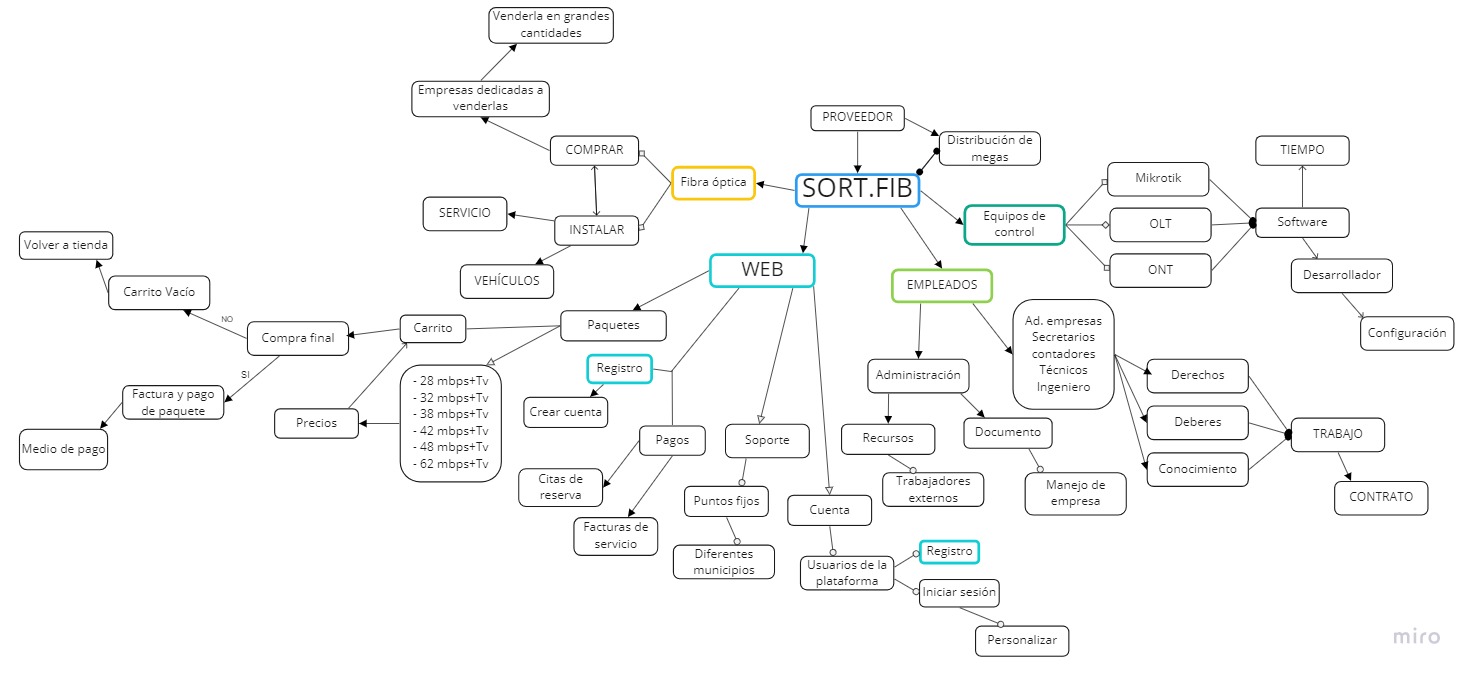 Venderla en grandes
cantidades
Empresas dedicadas a
venderlas
COMPRAR
Fibra óptica
SERVICIO
INSTALAR
VEHÍCULOS
PROVEEDOR
Distribución de
megas
SORT.FIB
Equipos de
control
Mikrotik
OLT
ONT
TIEMPO
Software
Desarrollador
Configuración
WEB
EMPLEADOS
Volver a tienda
Carrito Vacío
NO
Compra final
SI
Factura y pago
de paquete
Medio de pago
Carrito
Paquetes
Precios
- 28 mbps+Tv
- 32 mbps+Tv
- 38 mbps+Tv
- 42 mbps+Tv
- 48 mbps+Tv
- 62 mbps+Tv
Registro
Crear cuenta
Pagos
Citas de
reserva
Facturas de
servicio
Soporte
Puntos fijos
Diferentes
municipios
Cuenta
Usuarios de la
plataforma
Registro
Iniciar sesión
Personalizar
Administración
Recursos
Trabajadores
externos
Documento
Manejo de
empresa
Ad. empresas
Secretarios
contadores
Técnicos
Ingeniero
Derechos
Deberes
Conocimiento
TRABAJO
CONTRATO
miro